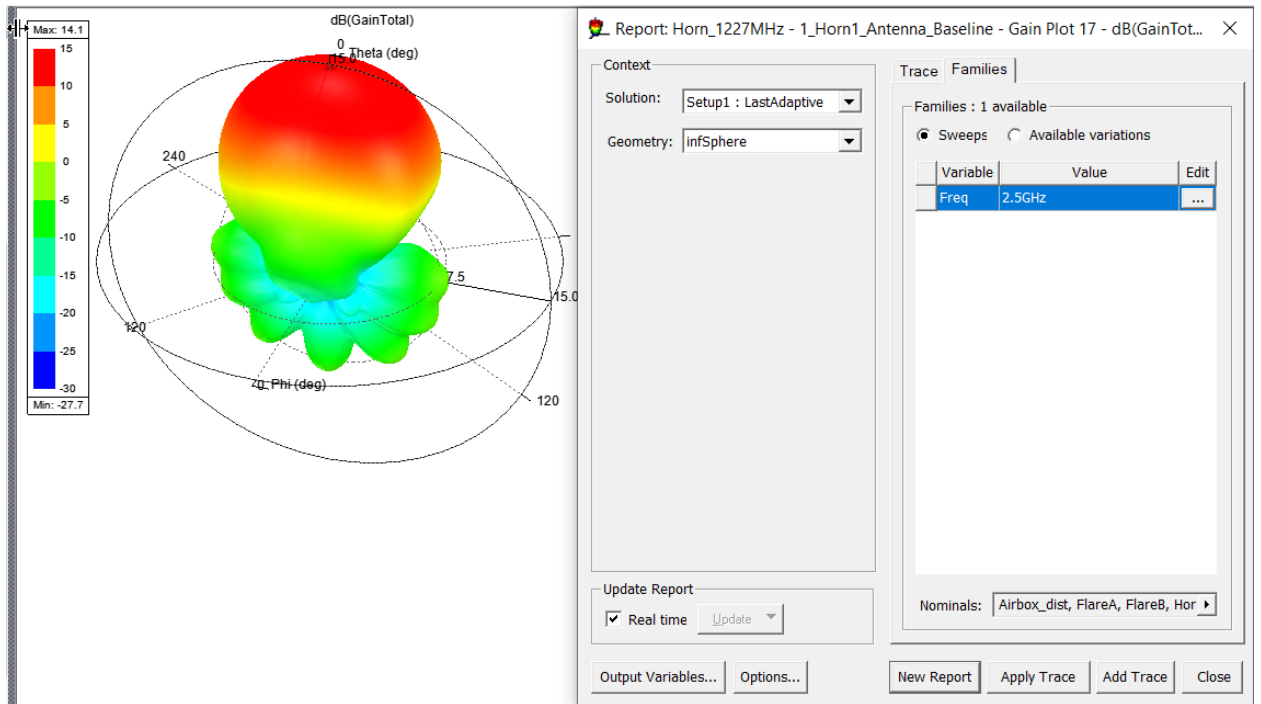 dB(GainTotal)
Max: 14.1
15
10
5
0
-5
-10
-15
-20
-25
-30
Min: -27.7
0
Theta (deg)
15.0
240
7.5
15.0
120
0 Phi (deg)
120
Report: Horn_1227MHz - 1_Horn1_Antenna_Baseline - Gain Plot 17 - dB(GainTot...
Context
Solution: Setup1 : LastAdaptive
Geometry: infSphere
Update Report
Real time Update
Output Variables... Options...
Trace Families
Families : 1 available
Sweeps Available variations
Variable Value Edit
Freq 2.5GHz ...
Nominals: Airbox_dist, FlareA, FlareB, Hor
New Report Apply Trace Add Trace Close